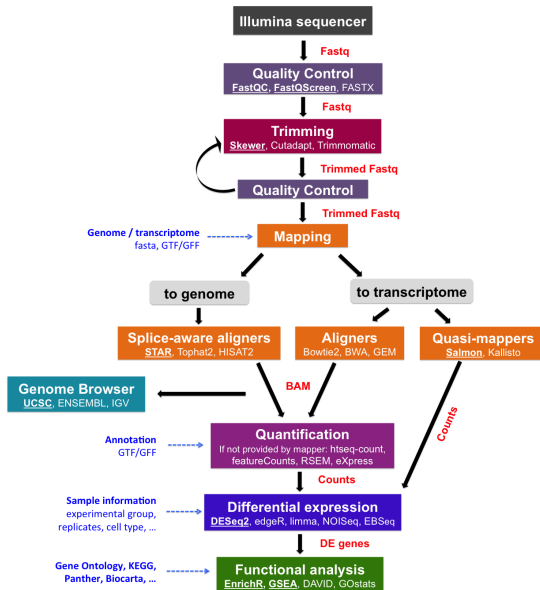 Illumina sequencer
Fastq
Quality Control
FastQC, FastQScreen, FASTX
Fastq
Trimming
Skewer, Cutadapt, Trimmomatic
Trimmed Fastq
Quality Control
Trimmed Fastq
Genome / transcriptome
fasta, GTF/GFF
Mapping
to genome
to transcriptome
Splice-aware aligners
STAR, Tophat2, HISAT2
Aligners
Bowtie2, BWA, GEM
Quasi-mappers
Salmon, Kallisto
Genome Browser
UCSC, ENSEMBL, IGV
BAM
Counts
Annotation
GTF/GFF
Quantification
If not provided by mapper: htseq-count,
featureCounts, RSEM, eXpress
Counts
Sample information
experimental group,
replicates, cell type, ...
Differential expression
DESeq2, edgeR, limma, NOISeq, EBSeq
DE genes
Gene Ontology, KEGG,
Panther, Biocarta, ...
Functional analysis
EnrichR, GSEA, DAVID, GOstats